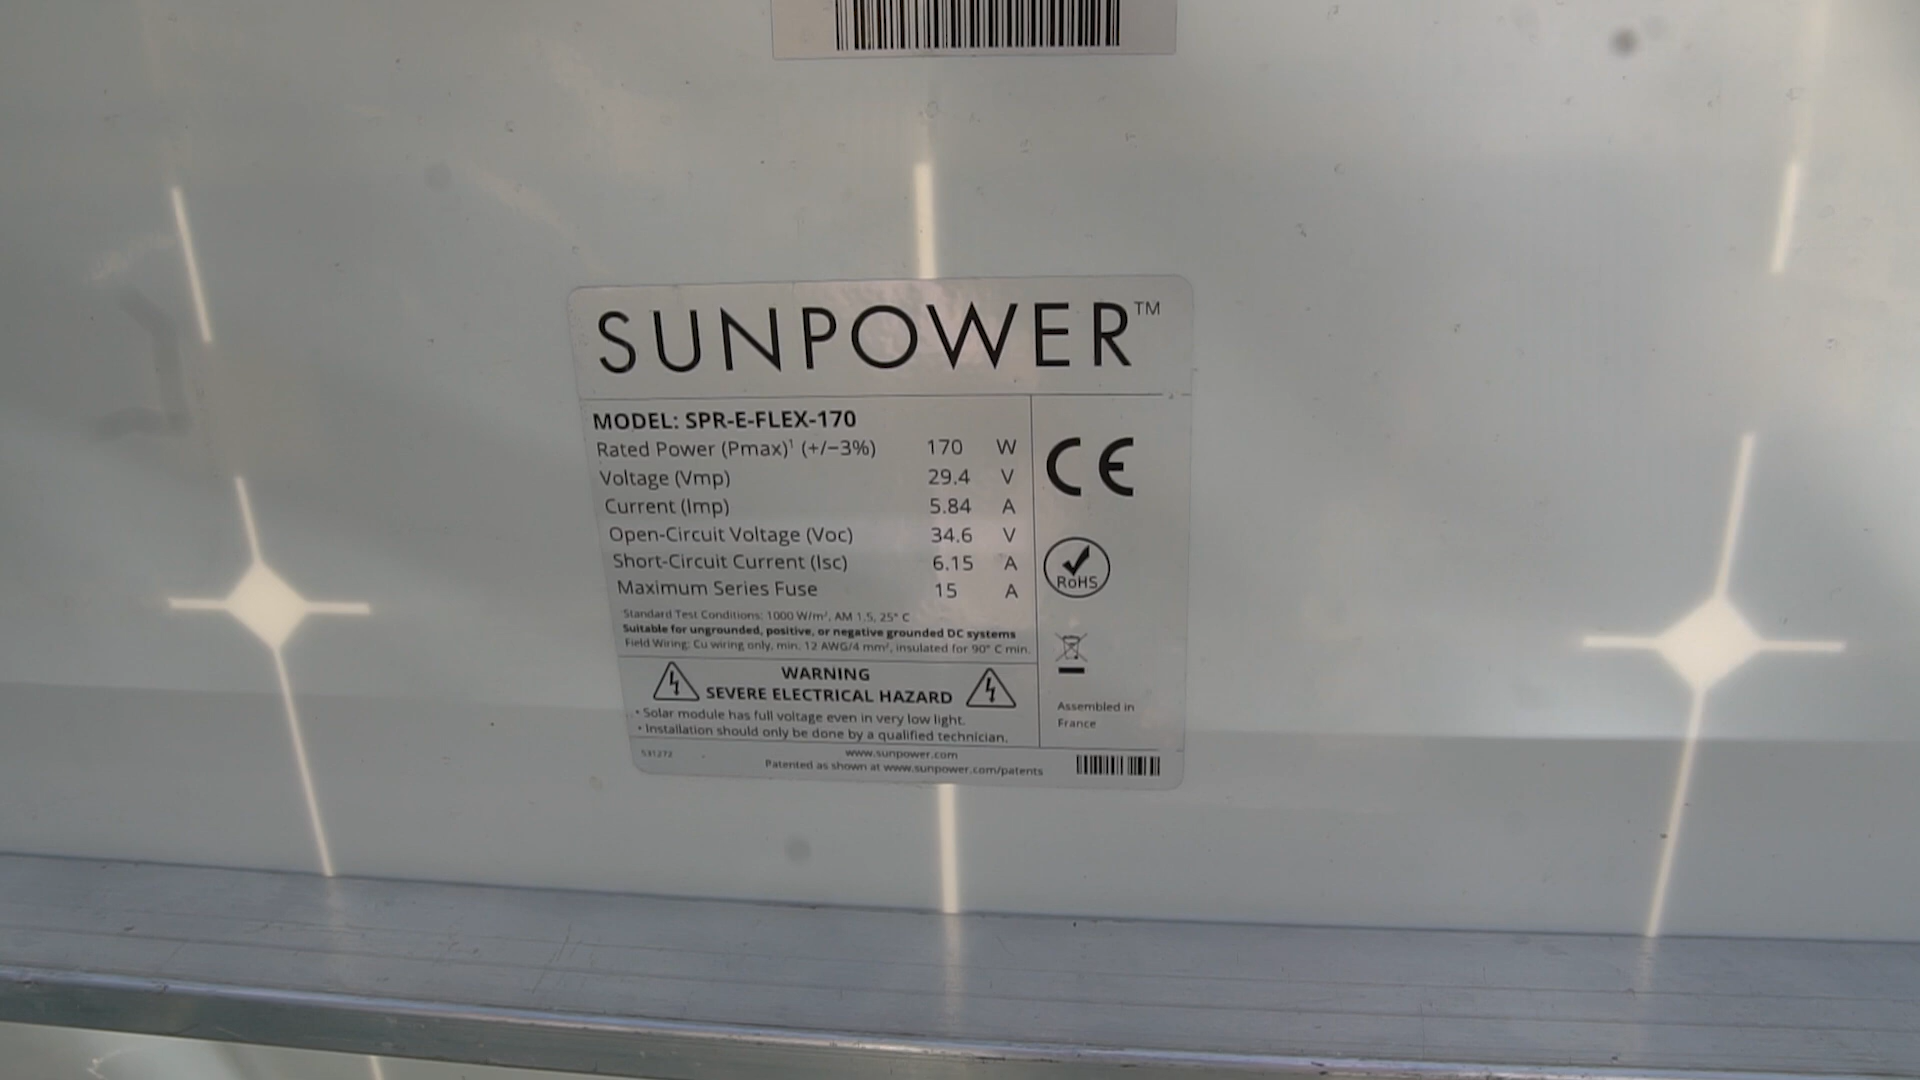 SUNPOWER™
MODEL: SPR-E-FLEX-170
Rated Power (Pmax)¹ (+/−3%) 170 W
Voltage (Vmp) 29.4 V
Current (Imp) 5.84 A
Open-Circuit Voltage (Voc) 34.6 V
Short-Circuit Current (Isc) 6.15 A
Maximum Series Fuse 15 A
Standard Test Conditions: 1000 W/m², AM 1.5, 25° C
Suitable for ungrounded, positive, or negative grounded DC systems
Field Wiring: Cu wiring only, min. 12 AWG/4 mm², insulated for 90° C min.
CE
RoHS
Assembled in
France
WARNING
SEVERE ELECTRICAL HAZARD
• Solar module has full voltage even in very low light.
• Installation should only be done by a qualified technician.
531272
www.sunpower.com
Patented as shown at www.sunpower.com/patents